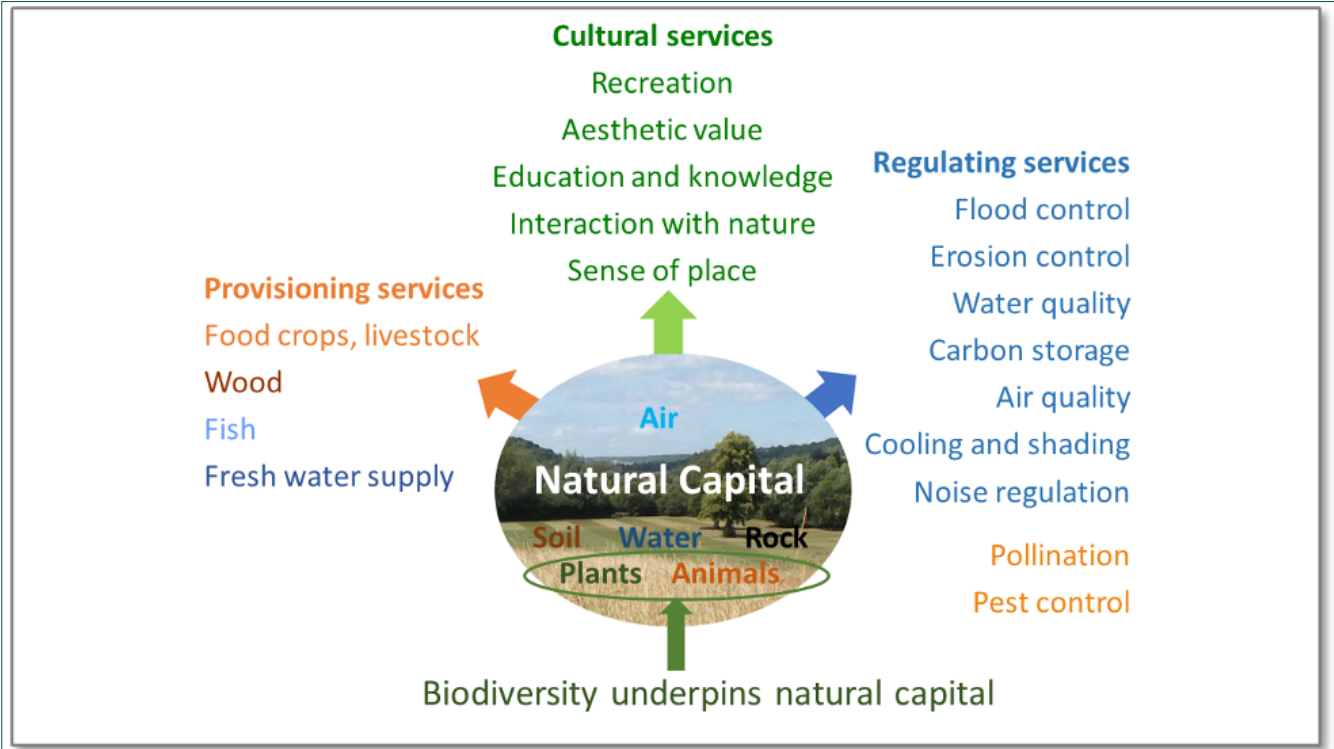 Cultural services
Recreation
Aesthetic value
Education and knowledge
Interaction with nature
Sense of place
Provisioning services
Food crops, livestock
Wood
Fish
Fresh water supply
Regulating services
Flood control
Erosion control
Water quality
Carbon storage
Air quality
Cooling and shading
Noise regulation
Pollination
Pest control
Air
Natural Capital
Soil Water Rock
Plants Animals
Biodiversity underpins natural capital